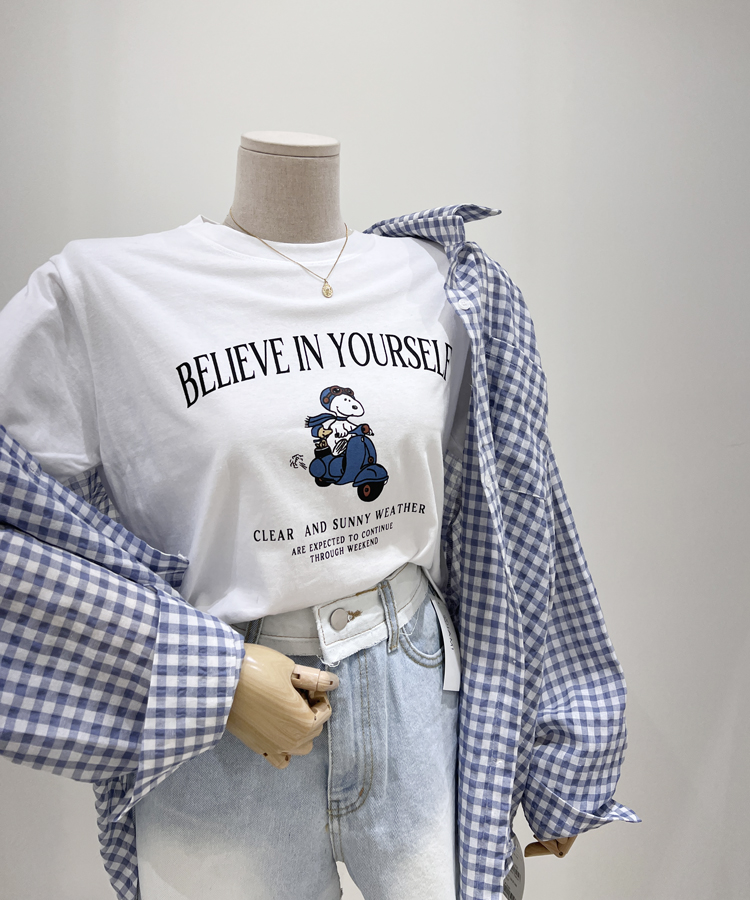 BELIEVE IN YOURSELF
CLEAR AND SUNNY WEATHER
ARE EXPECTED TO CONTINUE
THROUGH WEEKEND